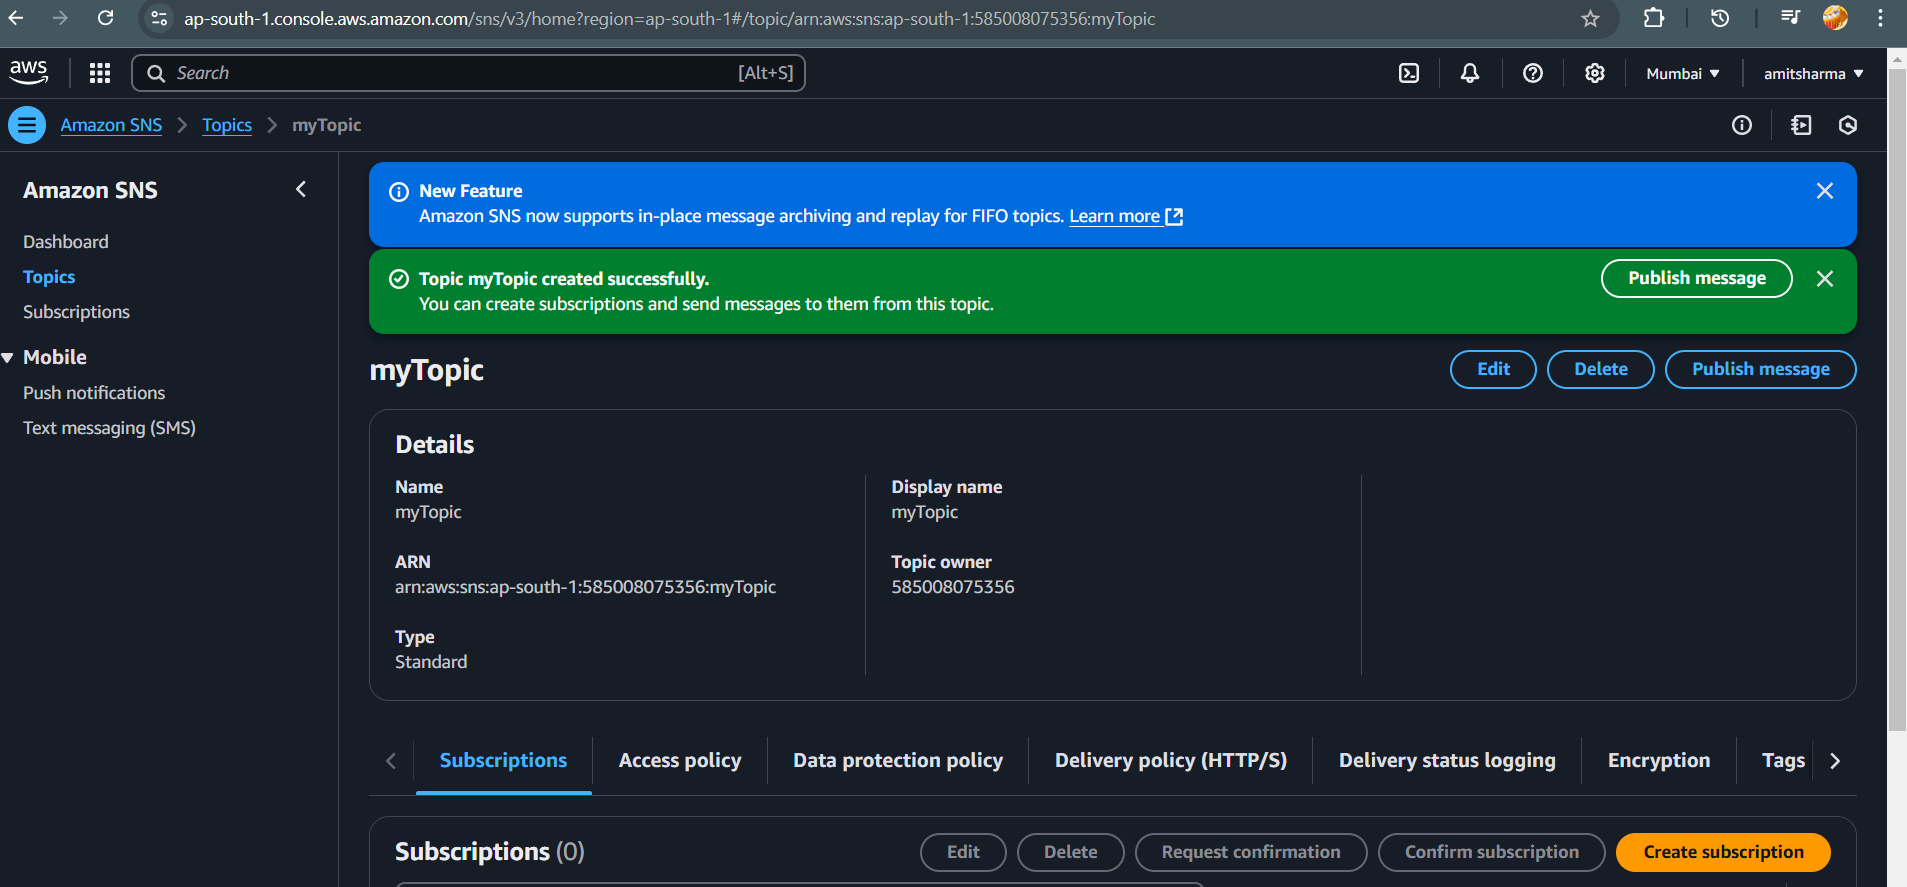 ap-south-1.console.aws.amazon.com/sns/v3/home?region=ap-south-1#/topic/arn:aws:sns:ap-south-1:585008075356:myTopic
aws
Search
[Alt+S]
Mumbai
amitsharma
Amazon SNS
Topics
myTopic
Amazon SNS
Dashboard
Topics
Subscriptions
Mobile
Push notifications
Text messaging (SMS)
New Feature
Amazon SNS now supports in-place message archiving and replay for FIFO topics. Learn more
Topic myTopic created successfully.
You can create subscriptions and send messages to them from this topic.
Publish message
myTopic
Edit
Delete
Publish message
Details
Name
myTopic
ARN
arn:aws:sns:ap-south-1:585008075356:myTopic
Type
Standard
Display name
myTopic
Topic owner
585008075356
Subscriptions
Access policy
Data protection policy
Delivery policy (HTTP/S)
Delivery status logging
Encryption
Tags
Subscriptions (0)
Edit
Delete
Request confirmation
Confirm subscription
Create subscription